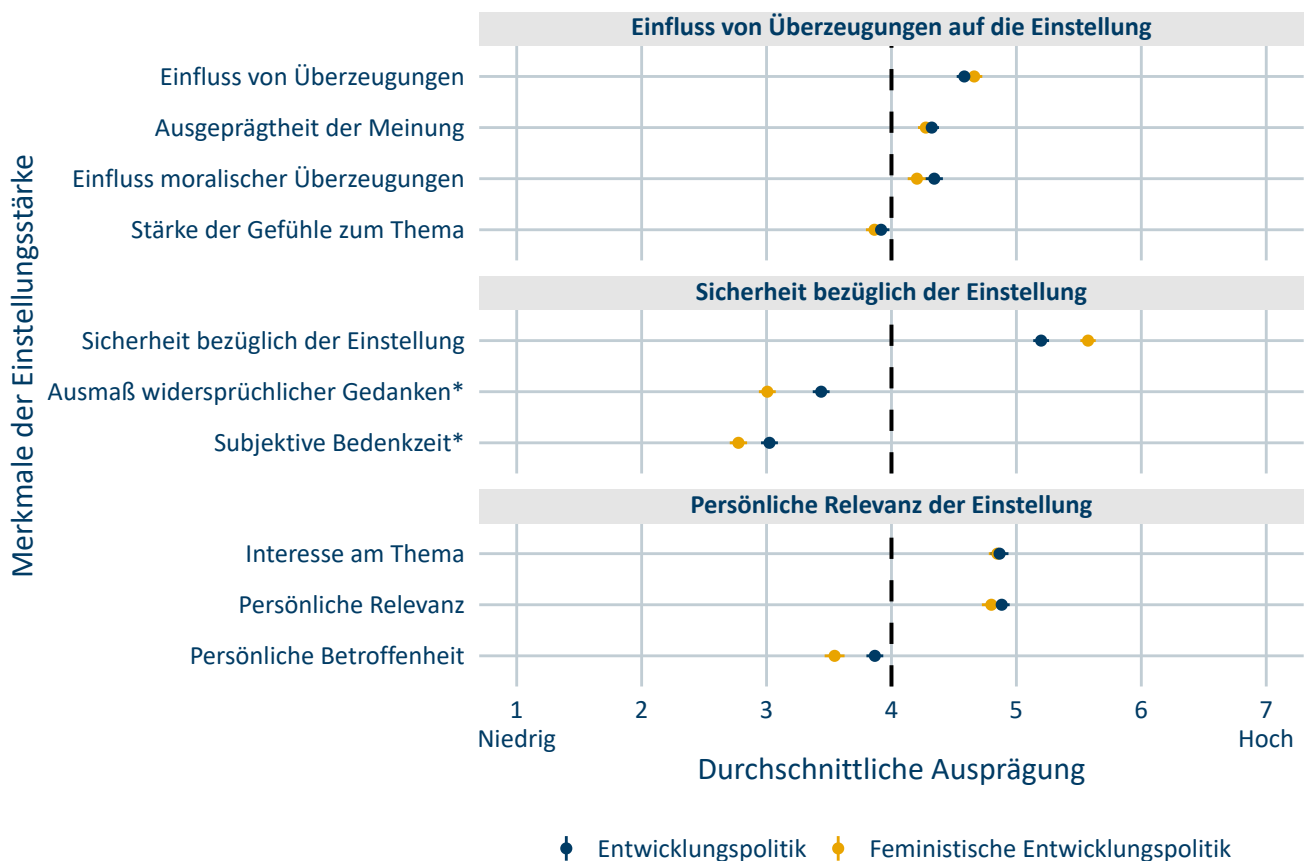 Merkmale der Einstellungsstärke
Einfluss von Überzeugungen auf die Einstellung
Einfluss von Überzeugungen
Ausgeprägtheit der Meinung
Einfluss moralischer Überzeugungen
Stärke der Gefühle zum Thema
Sicherheit bezüglich der Einstellung
Sicherheit bezüglich der Einstellung
Ausmaß widersprüchlicher Gedanken*
Subjektive Bedenkzeit*
Persönliche Relevanz der Einstellung
Interesse am Thema
Persönliche Relevanz
Persönliche Betroffenheit
1 2 3 4 5 6 7
Niedrig Hoch
Durchschnittliche Ausprägung
Entwicklungspolitik Feministische Entwicklungspolitik